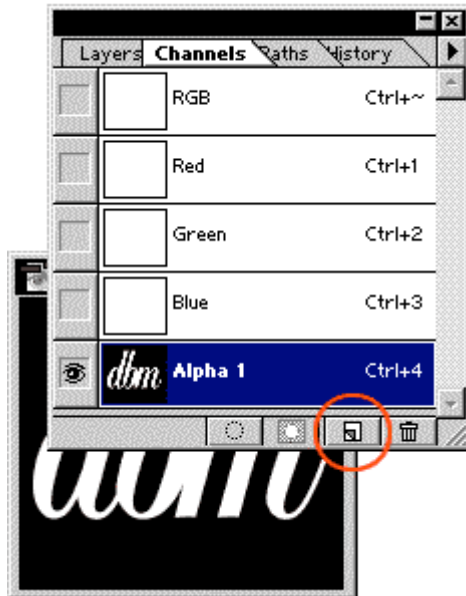 Layers Channels Paths History
RGB Ctrl+~
Red Ctrl+1
Green Ctrl+2
Blue Ctrl+3
dbm Alpha 1 Ctrl+4
dbm